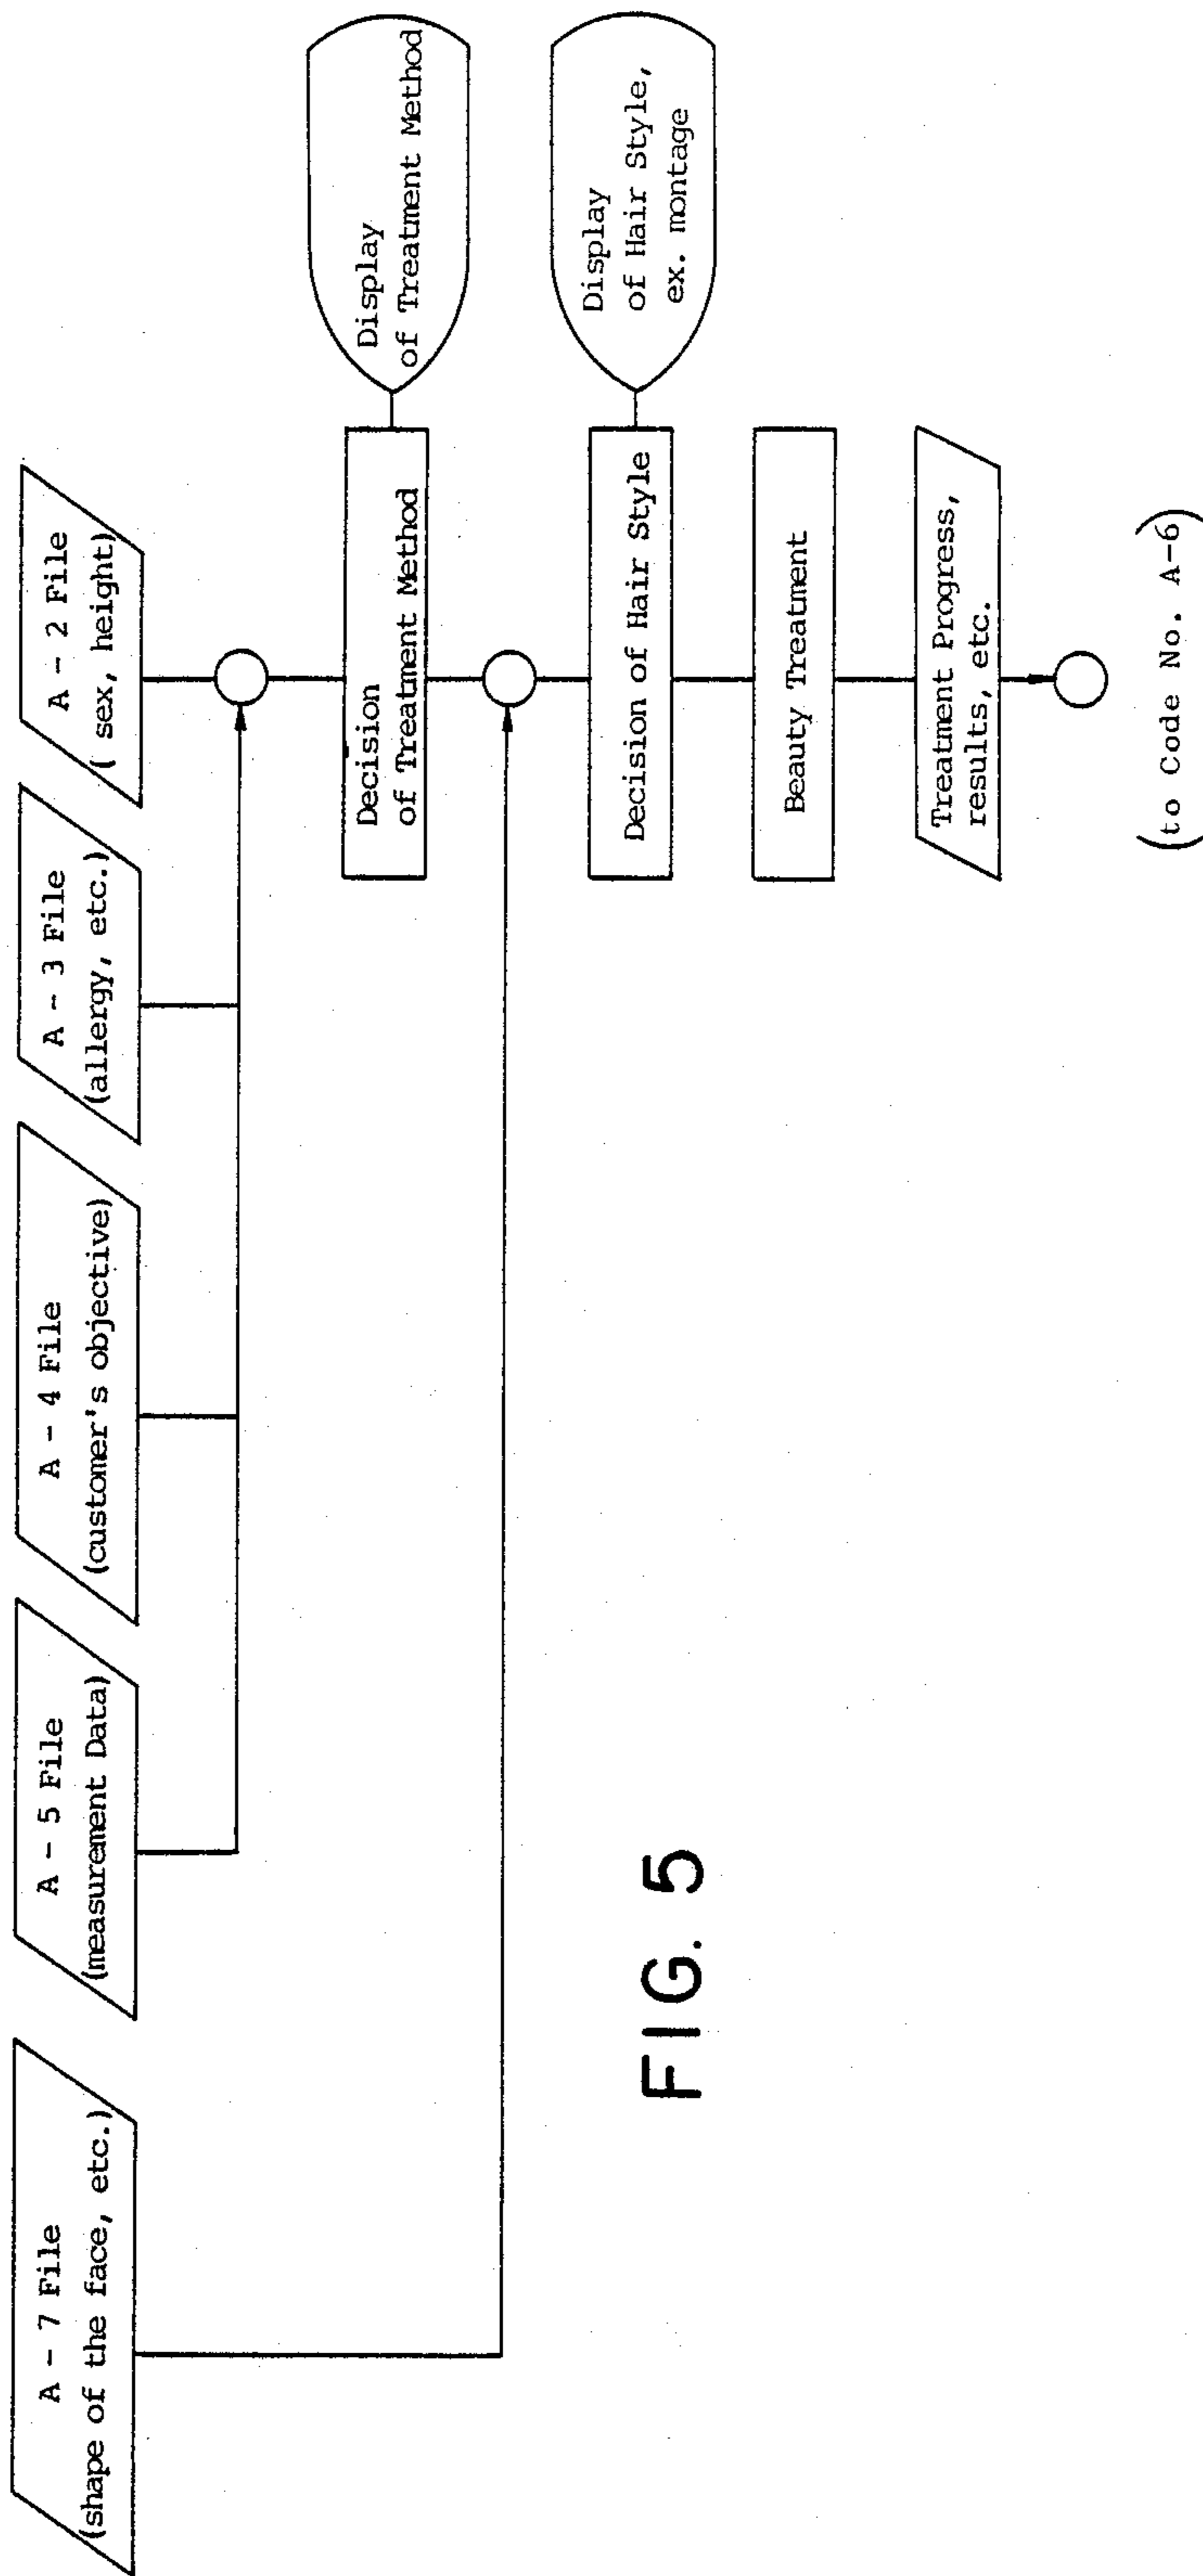 A - 7 File
(shape of the face, etc.)
A - 5 File
(measurement Data)
A - 4 File
(customer's objective)
A - 3 File
(allergy, etc.)
A - 2 File
( sex, height)
Decision
of Treatment Method
Display
of Treatment Method
Decision of Hair Style
Display
of Hair Style,
ex. montage
Beauty Treatment
Treatment Progress,
results, etc.
(to Code No. A-6)
FIG. 5